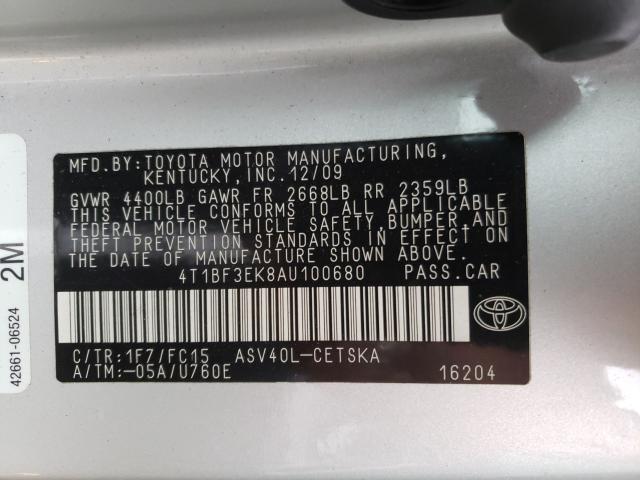 MFD.BY:TOYOTA MOTOR MANUFACTURING,
KENTUCKY, INC. 12/09
GVWR 4400LB GAWR FR 2668LB RR 2359LB
THIS VEHICLE CONFORMS TO ALL APPLICABLE
FEDERAL MOTOR VEHICLE SAFETY, BUMPER, AND
THEFT PREVENTION STANDARDS IN EFFECT ON
THE DATE OF MANUFACTURE SHOWN ABOVE.
4T1BF3EK8AU100680 PASS.CAR
C/TR:1F7/FC15 ASV40L-CETSKA
A/TM:-05A/U760E 16204
42661-06524
2M